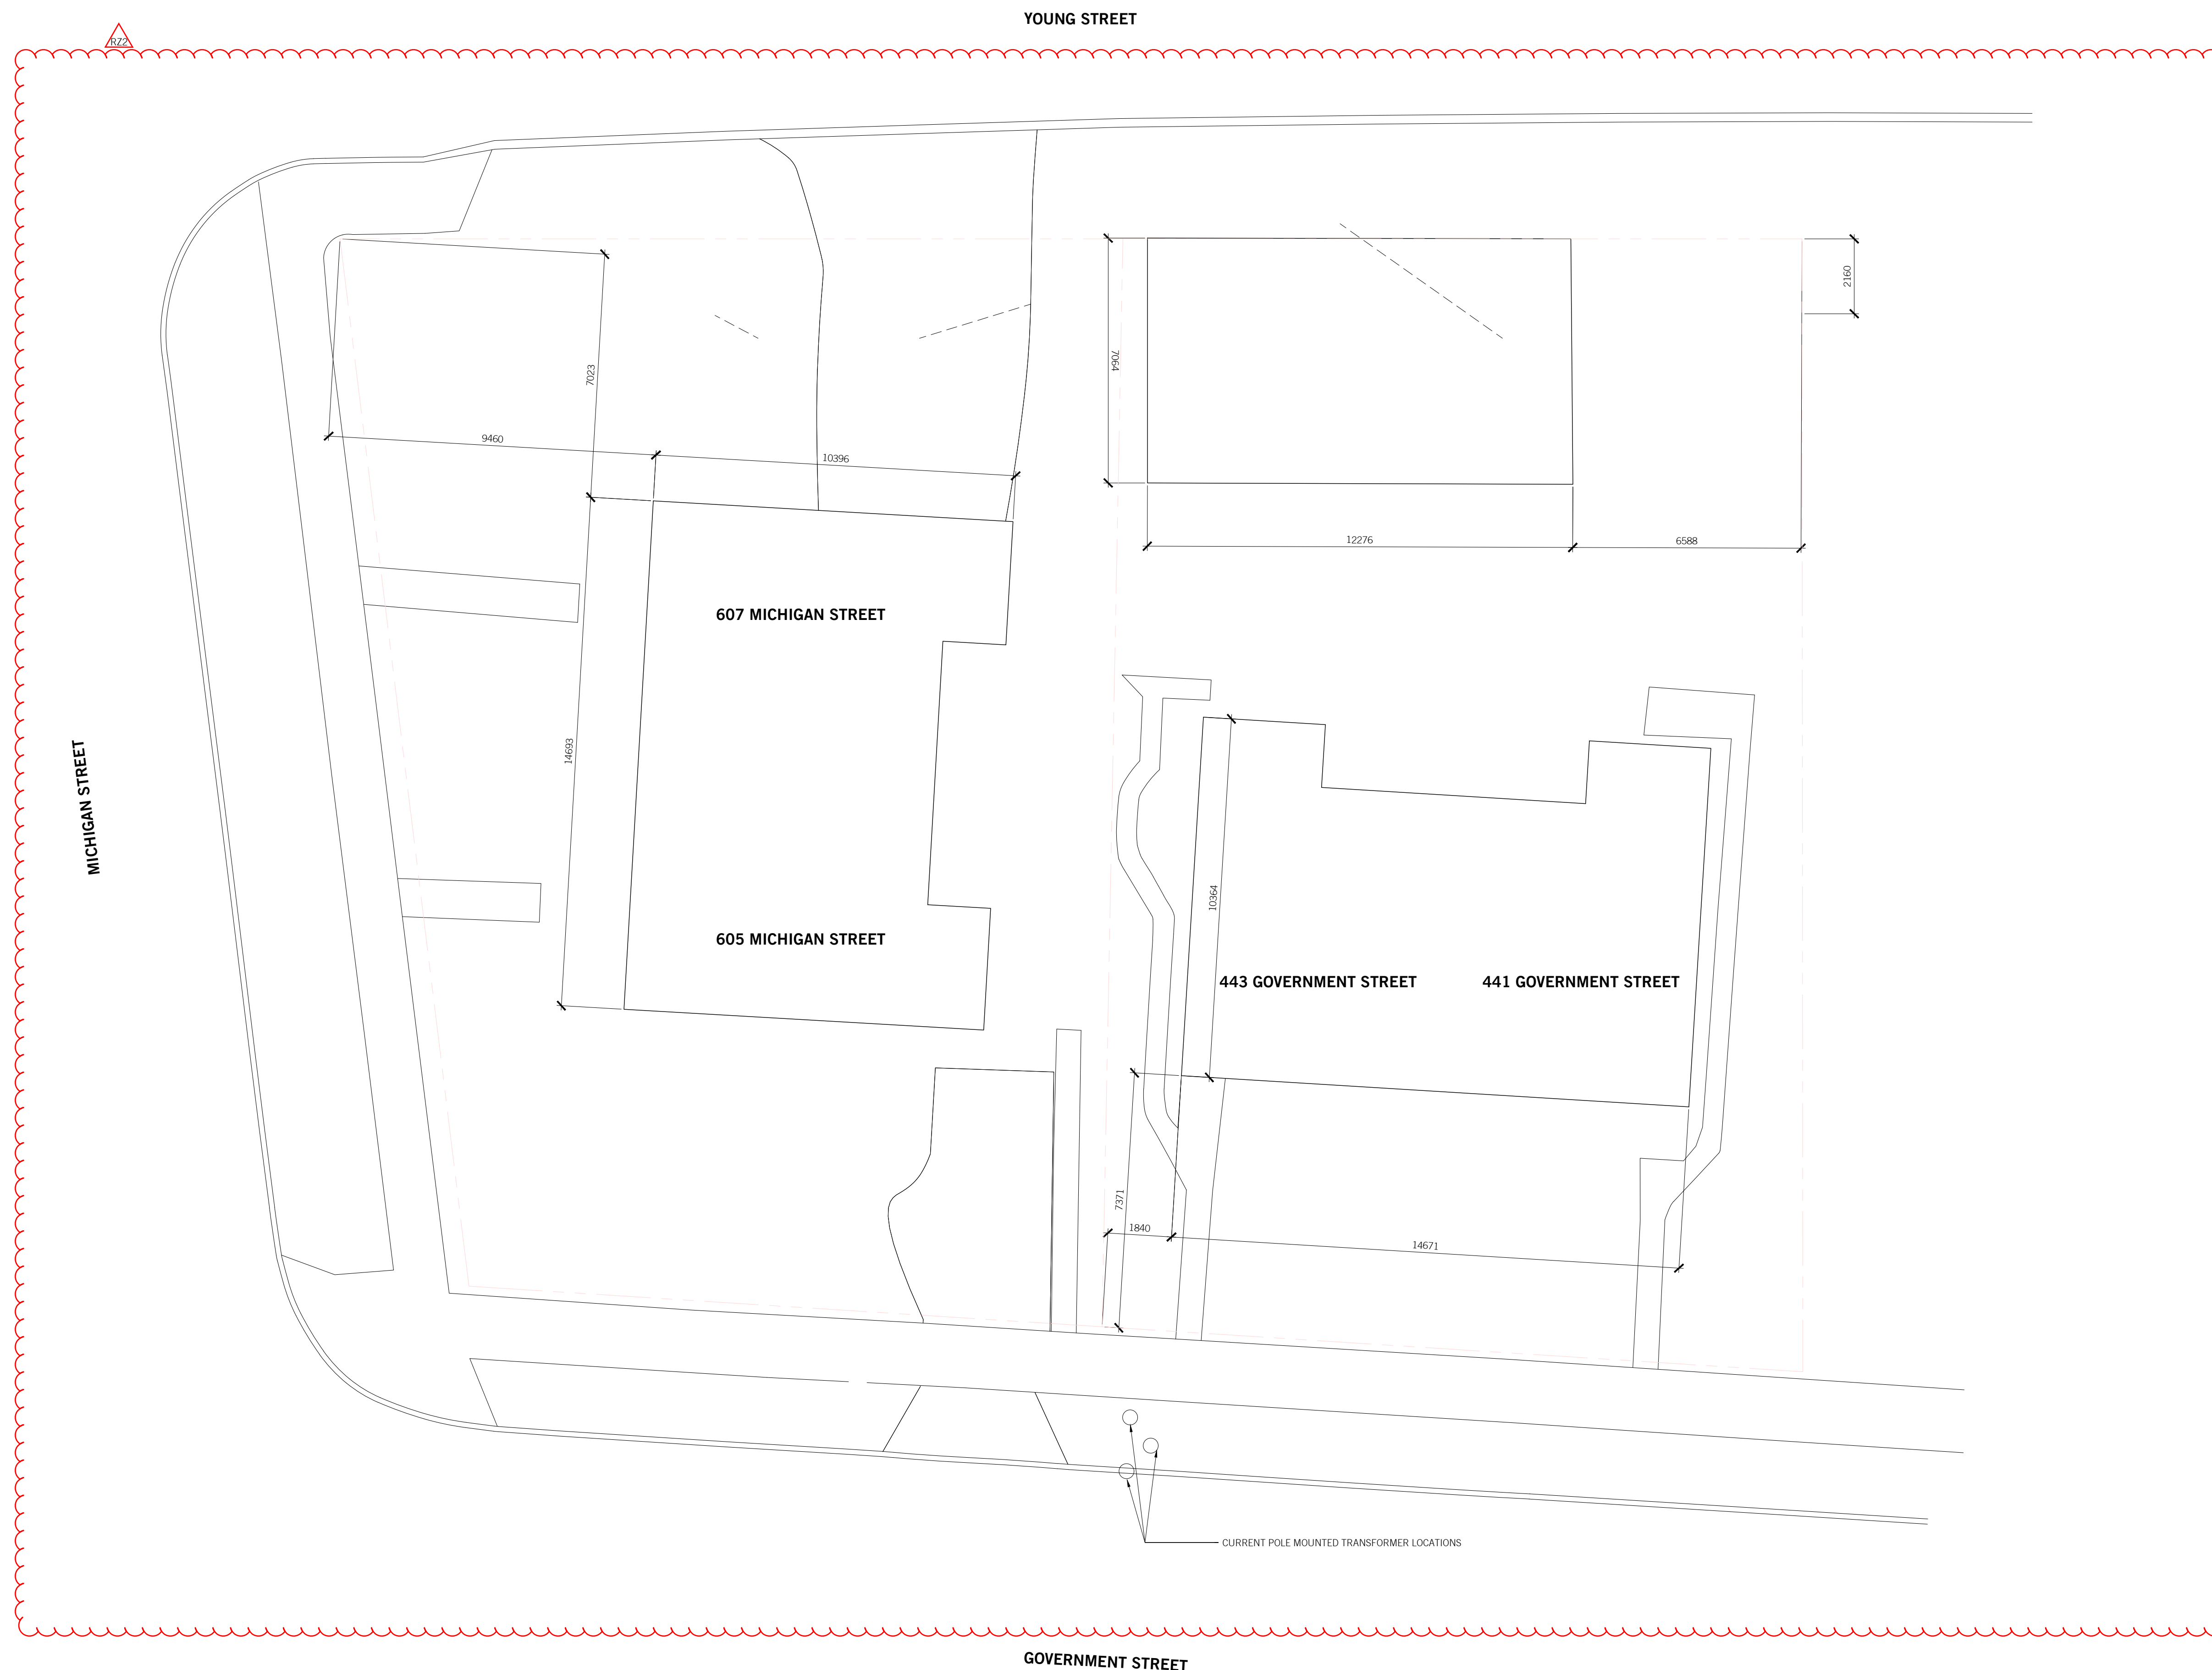 YOUNG STREET
RZ2
2160
7023
7064
9460
10396
12276
6588
607 MICHIGAN STREET
MICHIGAN STREET
14693
10364
605 MICHIGAN STREET
443 GOVERNMENT STREET
441 GOVERNMENT STREET
7371
1840
14671
CURRENT POLE MOUNTED TRANSFORMER LOCATIONS
GOVERNMENT STREET